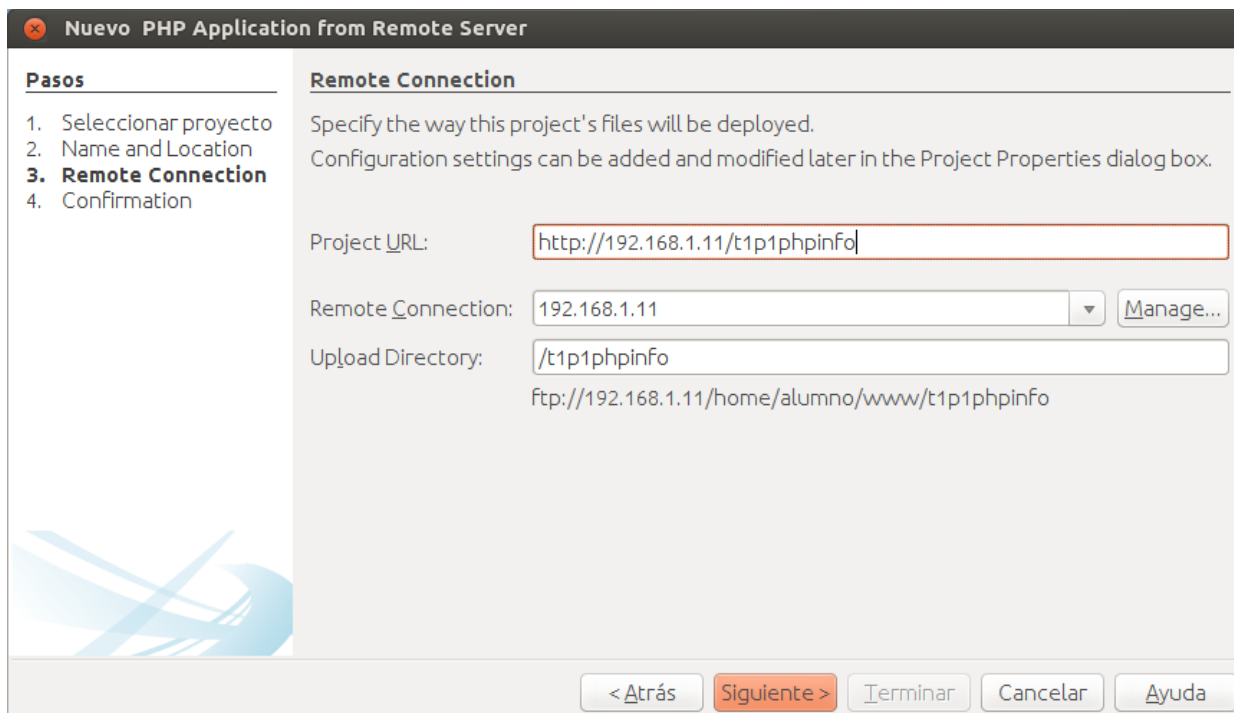 Nuevo  PHP Application from Remote Server
Pasos
1. Seleccionar proyecto
2. Name and Location
3. Remote Connection
4. Confirmation
Remote Connection
Specify the way this project's files will be deployed.
Configuration settings can be added and modified later in the Project Properties dialog box.
Project URL: http://192.168.1.11/t1p1phpinfo
Remote Connection: 192.168.1.11 Manage...
Upload Directory: /t1p1phpinfo
ftp://192.168.1.11/home/alumno/www/t1p1phpinfo
< Atrás Siguiente > Terminar Cancelar Ayuda